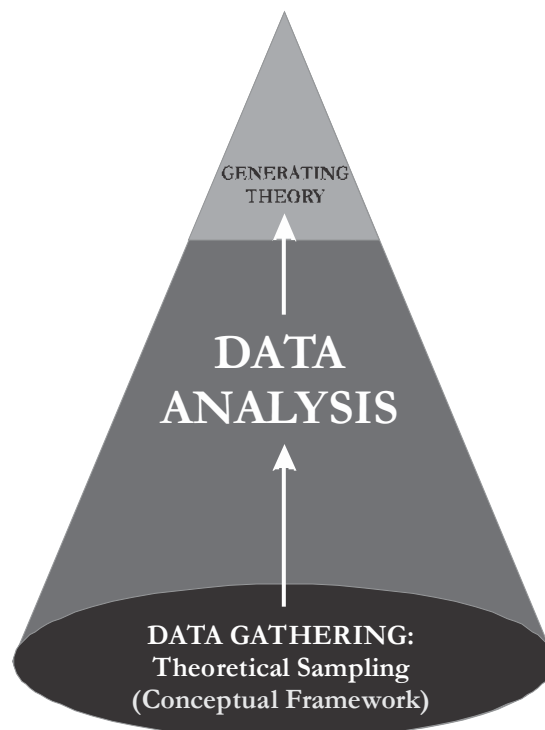 GENERATING
THEORY
DATA
ANALYSIS
DATA GATHERING:
Theoretical Sampling
(Conceptual Framework)